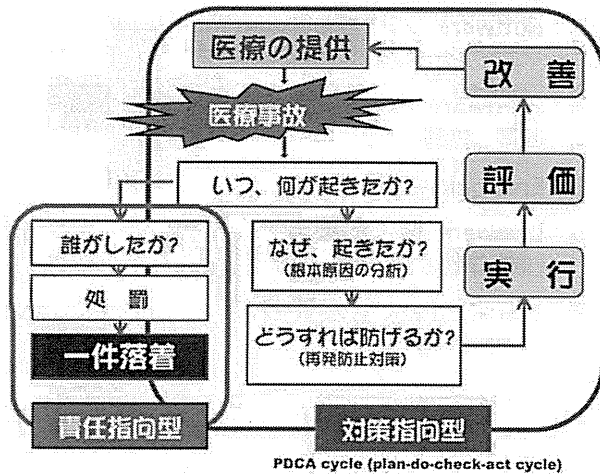 医療の提供
医療事故
いつ、何が起きたか?
誰がしたか?
処 罰
一件落着
責任指向型
なぜ、起きたか?
(根本原因の分析)
どうすれば防げるか?
(再発防止対策)
対策指向型
実 行
評 価
改 善
PDCA cycle (plan-do-check-act cycle)